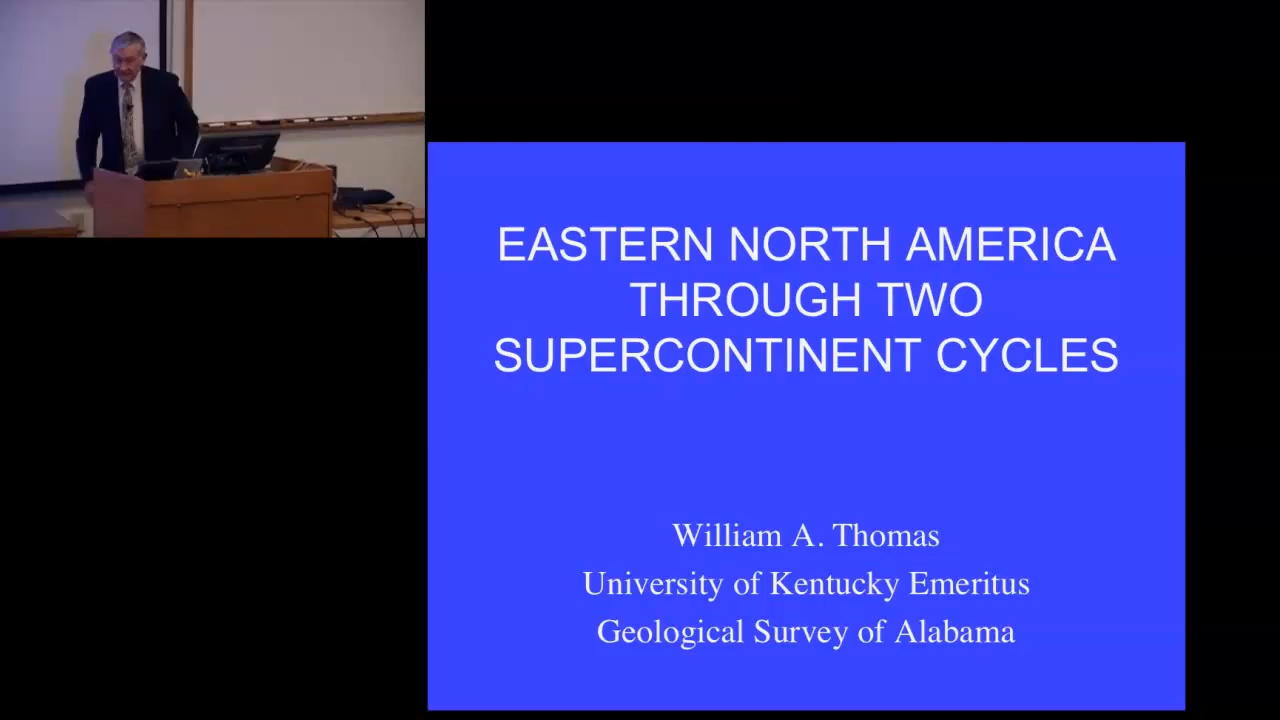 EASTERN NORTH AMERICA
THROUGH TWO
SUPERCONTINENT CYCLES
William A. Thomas
University of Kentucky Emeritus
Geological Survey of Alabama